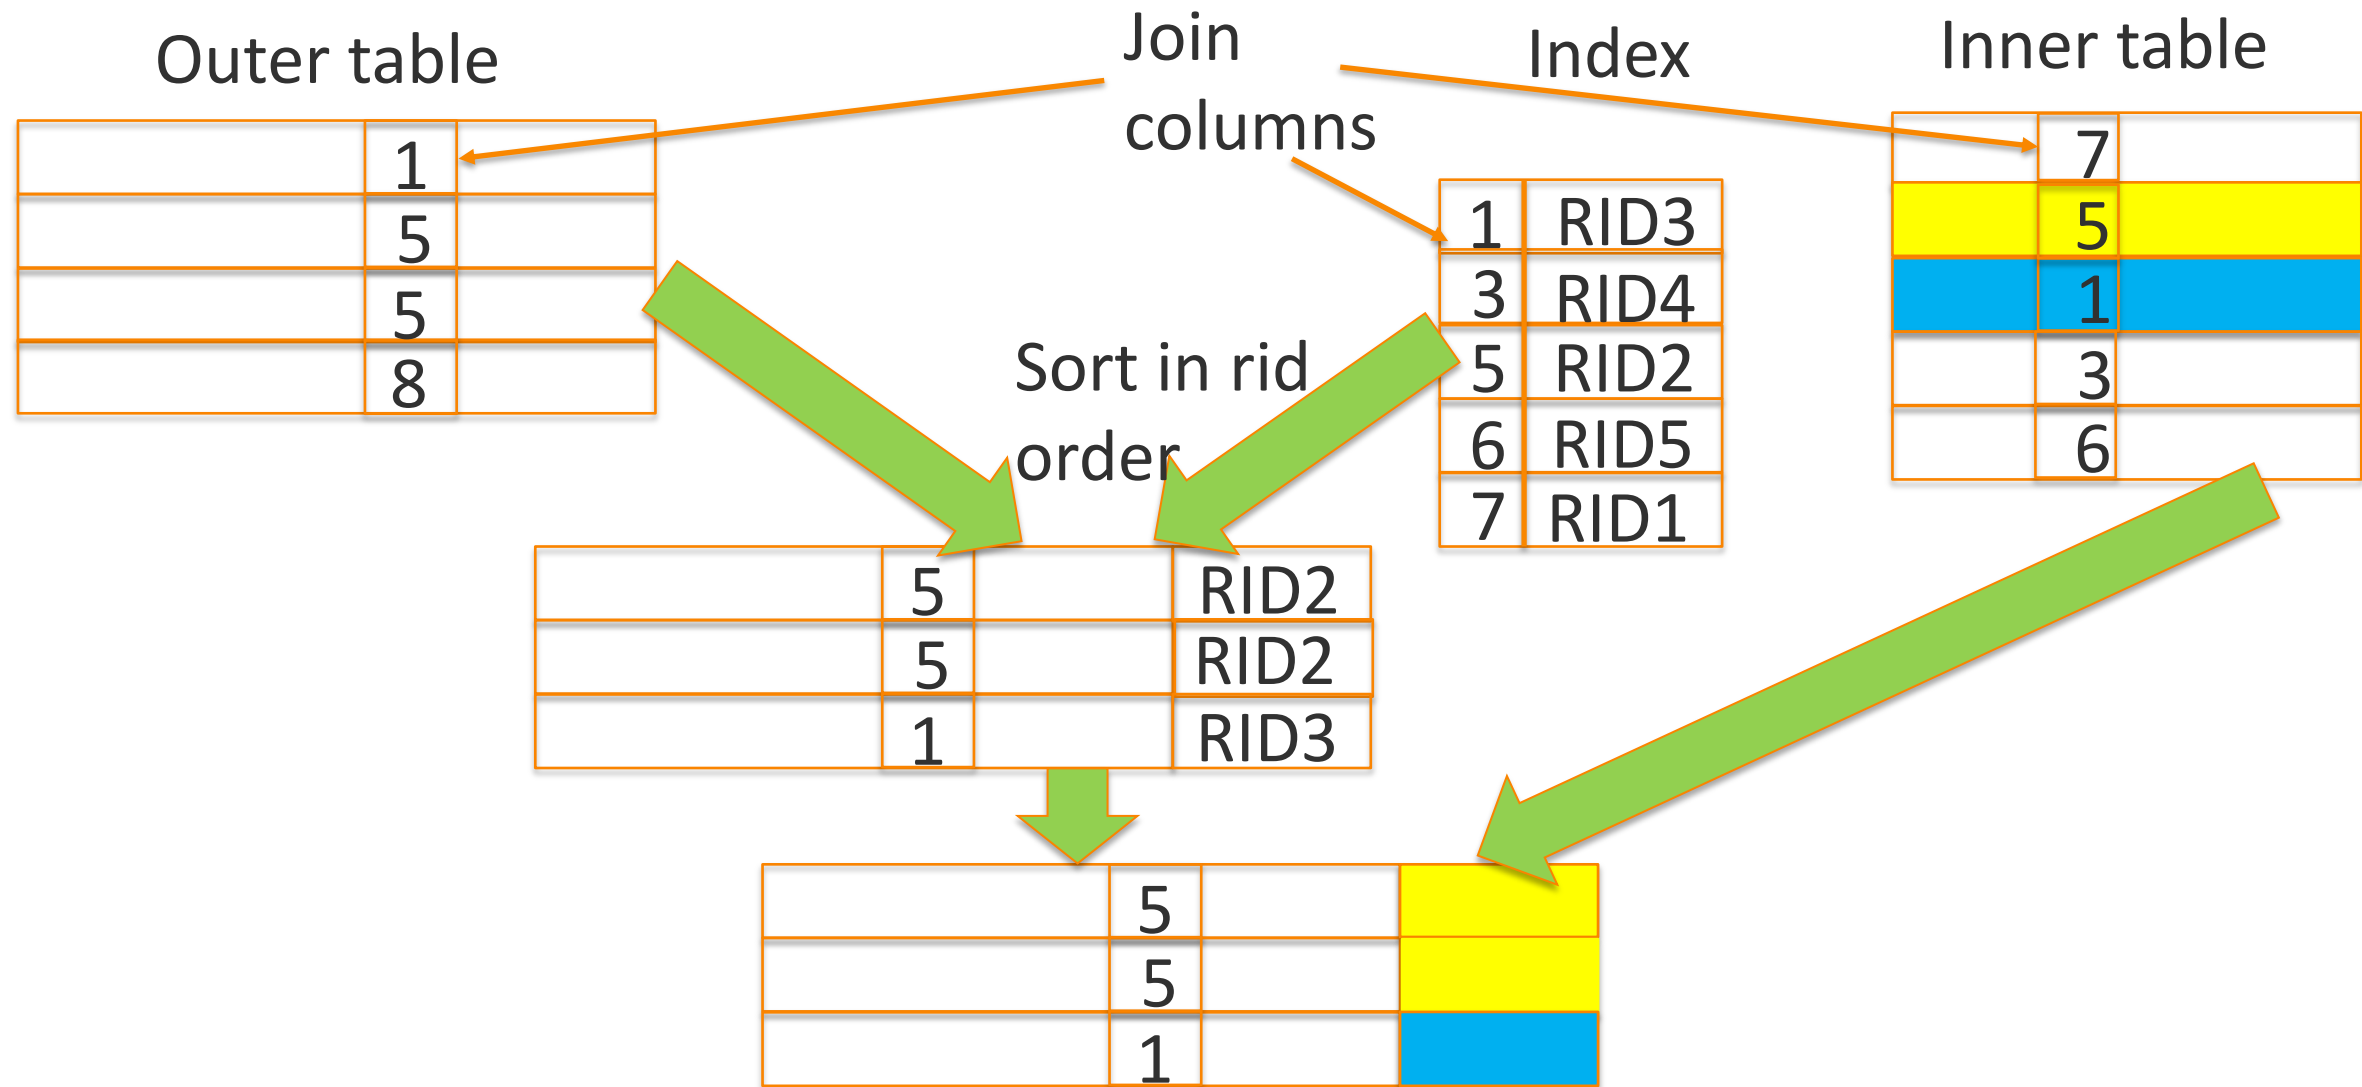 Outer table
Join
columns
Index
Inner table
1
5
5
8
1 RID3
3 RID4
5 RID2
6 RID5
7 RID1
7
5
1
3
6
Sort in rid
order
5 RID2
5 RID2
1 RID3
5
5
1